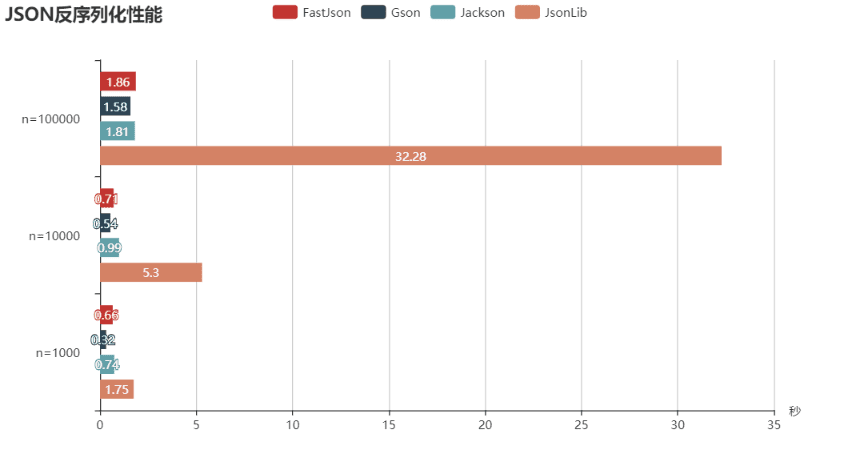 JSON反序列化性能
FastJson Gson Jackson JsonLib
n=100000
1.86
1.58
1.81
32.28
n=10000
0.71
0.54
0.99
5.3
n=1000
0.66
0.32
0.74
1.75
秒
0 5 10 15 20 25 30 35